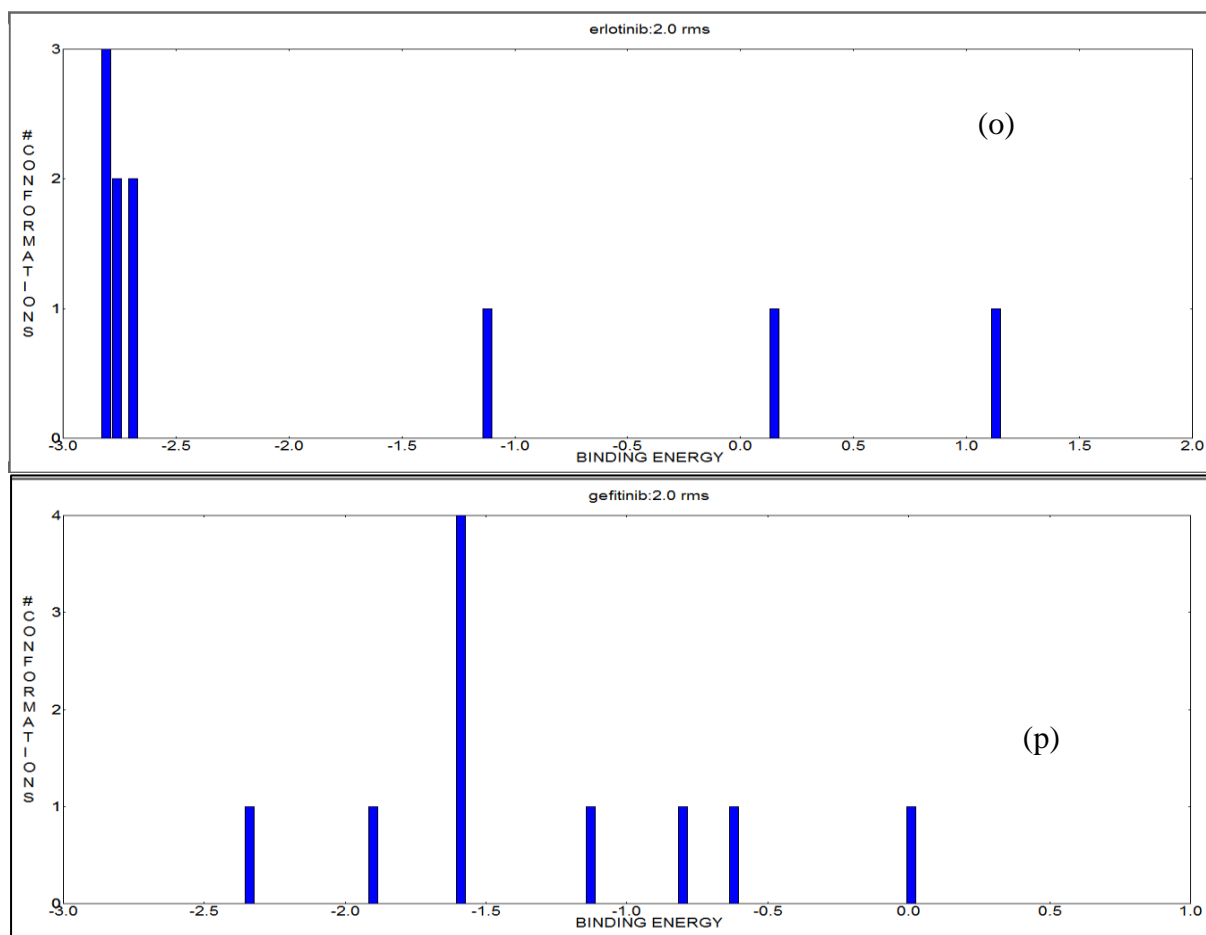 erlotinib:2.0 rms
(o)
#CONFORMATIONS
3
2
1
0
-3.0 -2.5 -2.0 -1.5 -1.0 -0.5 0.0 0.5 1.0 1.5 2.0
BINDING ENERGY
gefitinib:2.0 rms
(p)
#CONFORMATIONS
4
3
2
1
0
-3.0 -2.5 -2.0 -1.5 -1.0 -0.5 0.0 0.5 1.0
BINDING ENERGY